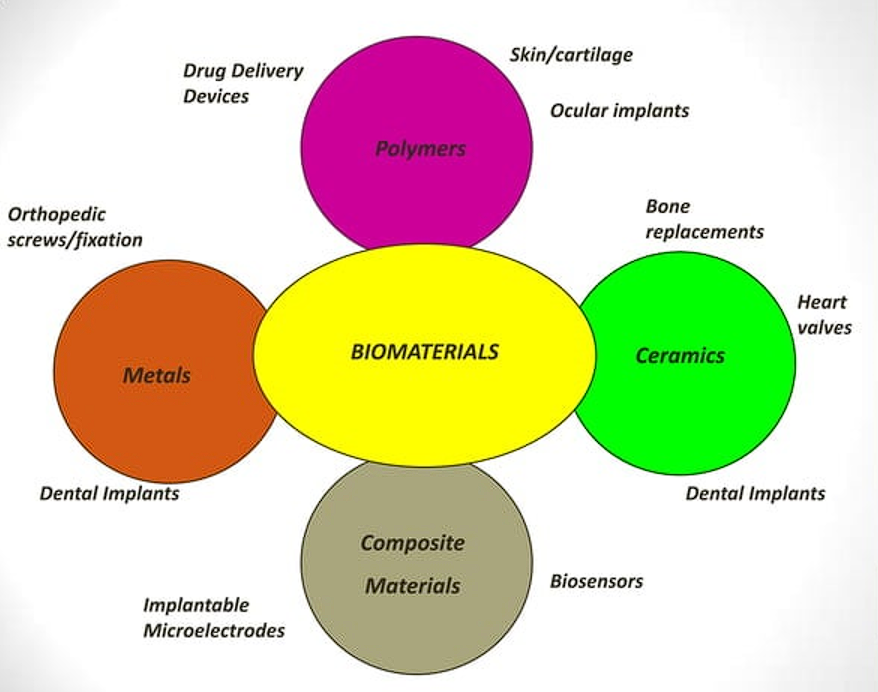 Skin/cartilage
Drug Delivery
Devices
Ocular implants
Polymers
Bone
replacements
Orthopedic
screws/fixation
Heart
valves
BIOMATERIALS
Ceramics
Metals
Dental Implants
Dental Implants
Composite
Materials
Biosensors
Implantable
Microelectrodes